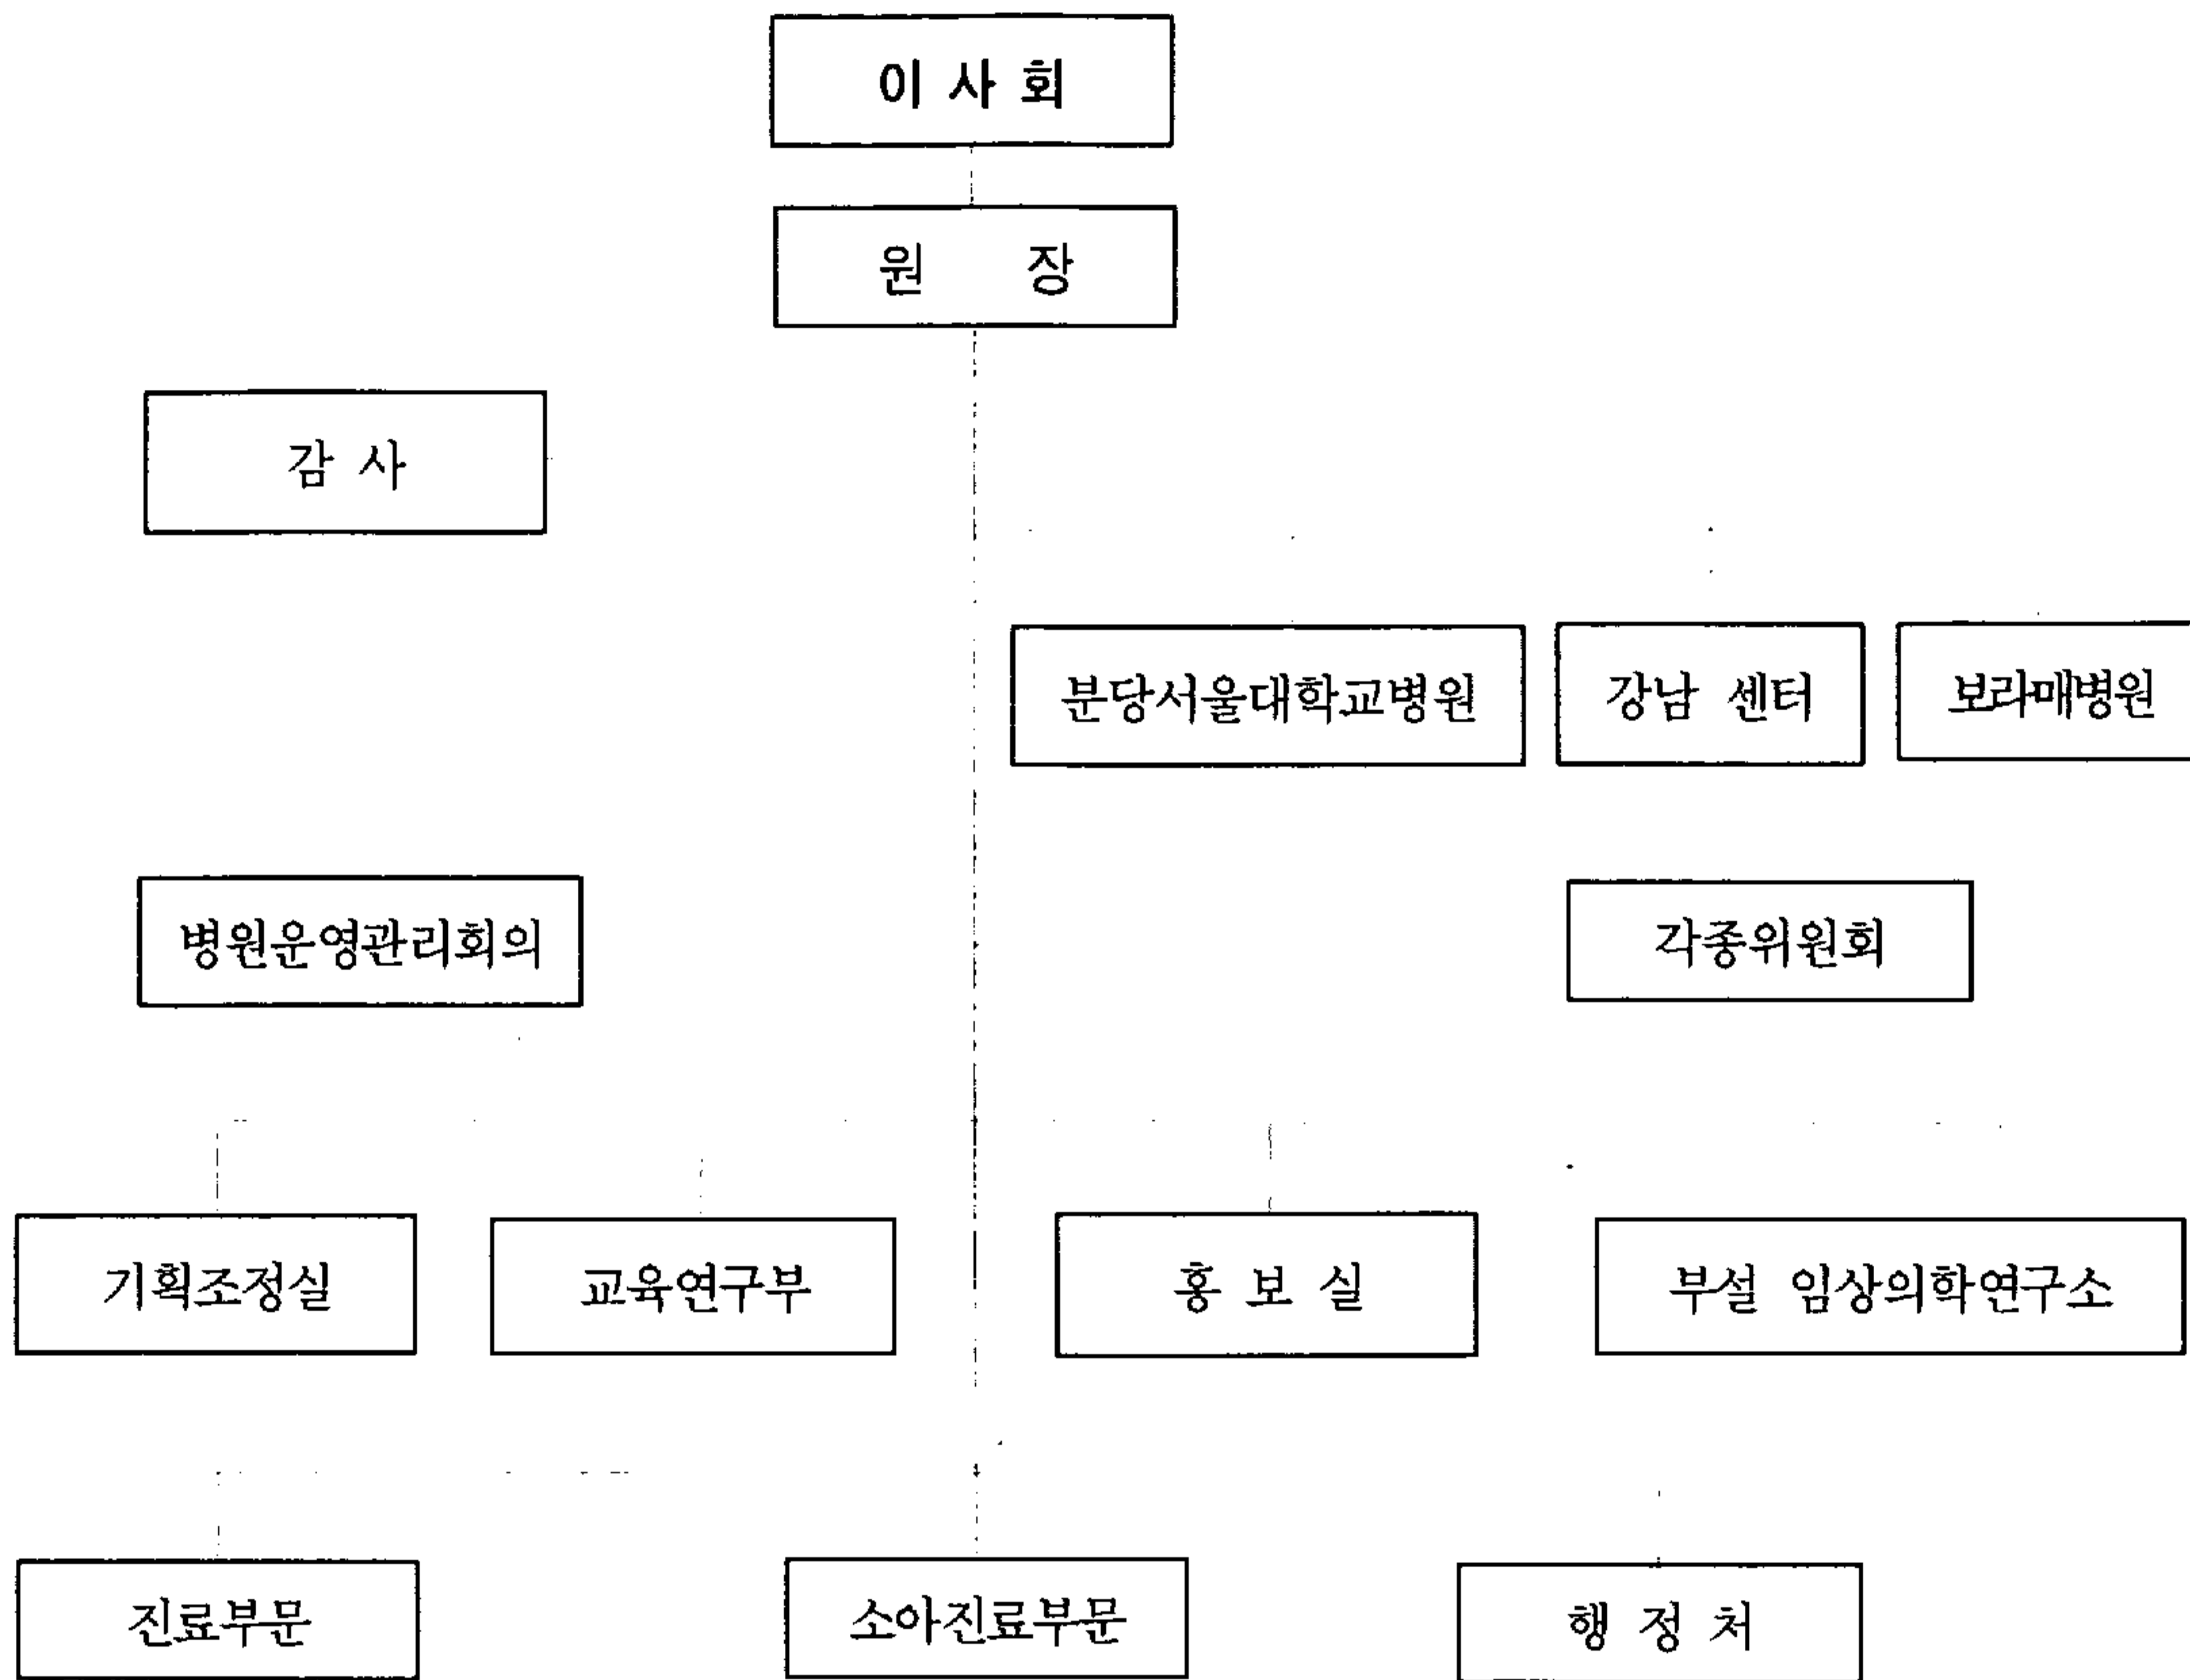 이 사 회
원 장
감 사
분당서울대학교병원 강남 센터 보라매병원
병원운영관리회의 각종위원회
기획조정실 교육연구부 홍 보 실 부설 임상의학연구소
진료부문 소아진료부문 행 정 처